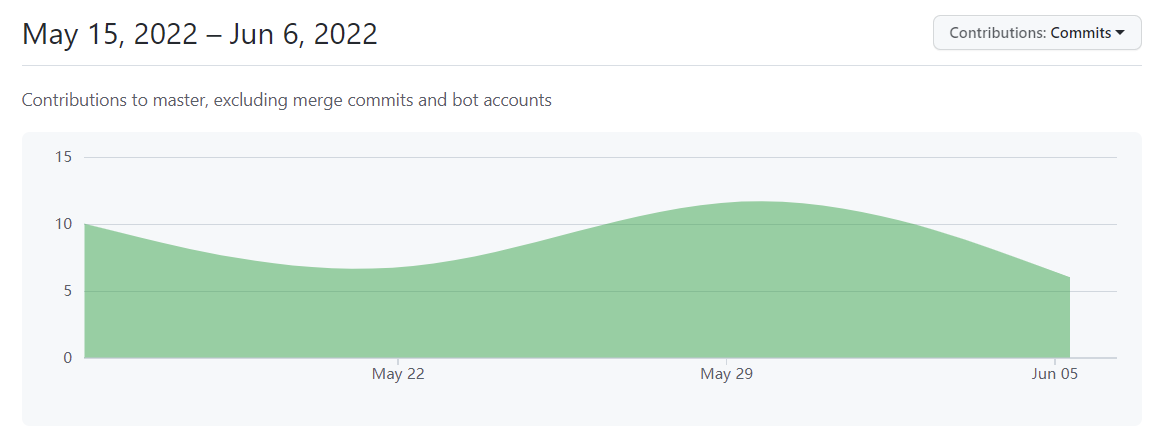 May 15, 2022 – Jun 6, 2022
Contributions: Commits
Contributions to master, excluding merge commits and bot accounts
15
10
5
0
May 22
May 29
Jun 05